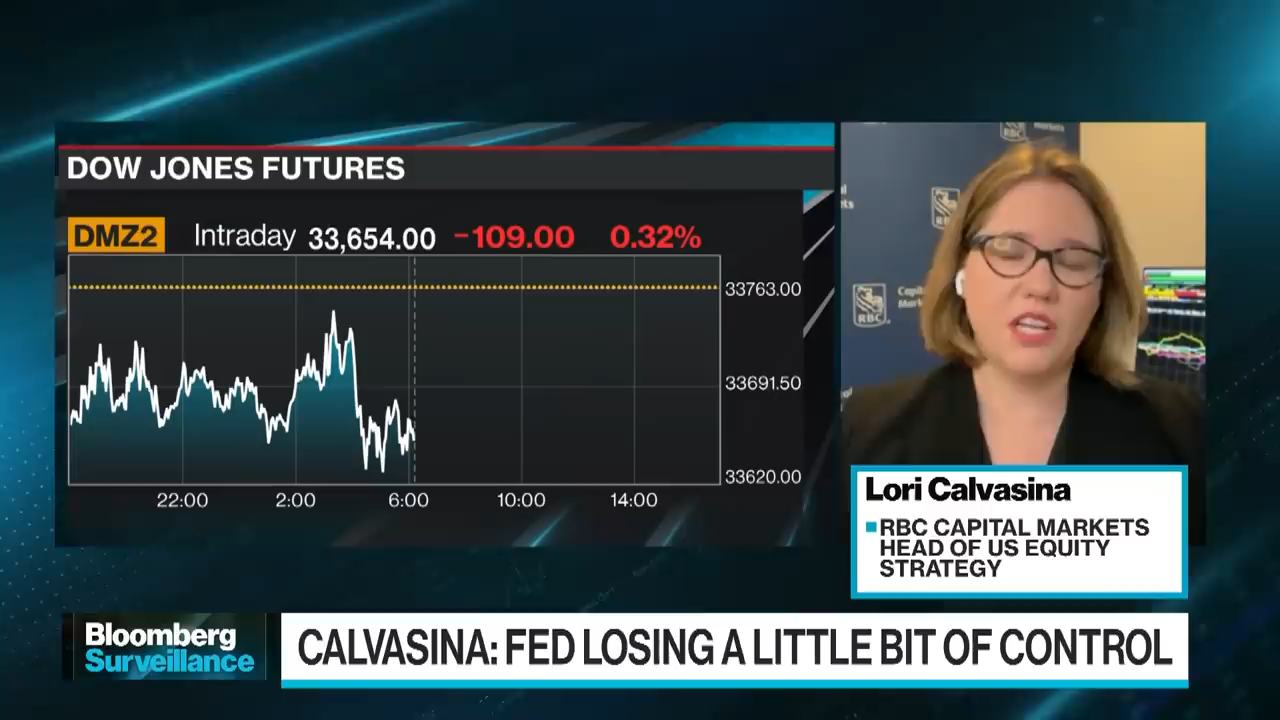 DOW JONES FUTURES
DMZ2 Intraday 33,654.00 −109.00 0.32%
33763.00
33691.50
33620.00
22:00 2:00 6:00 10:00 14:00
RBC
RBC
Lori Calvasina
RBC CAPITAL MARKETS
HEAD OF US EQUITY
STRATEGY
Bloomberg
Surveillance
CALVASINA: FED LOSING A LITTLE BIT OF CONTROL